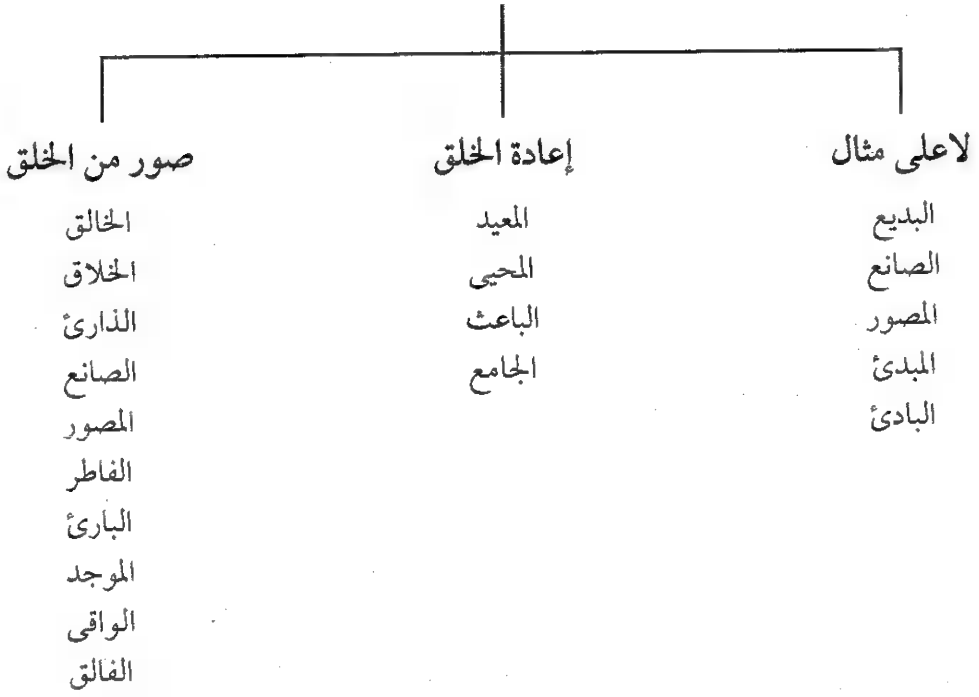 لاعلى مثال
البديع
الصانع
المصور
المبدئ
البادئ
إعادة الخلق
المعيد
المحيى
الباعث
الجامع
صور من الخلق
الخالق
الخلاق
الذارئ
الصانع
المصور
الفاطر
البارئ
الموجد
الواقى
الفالق